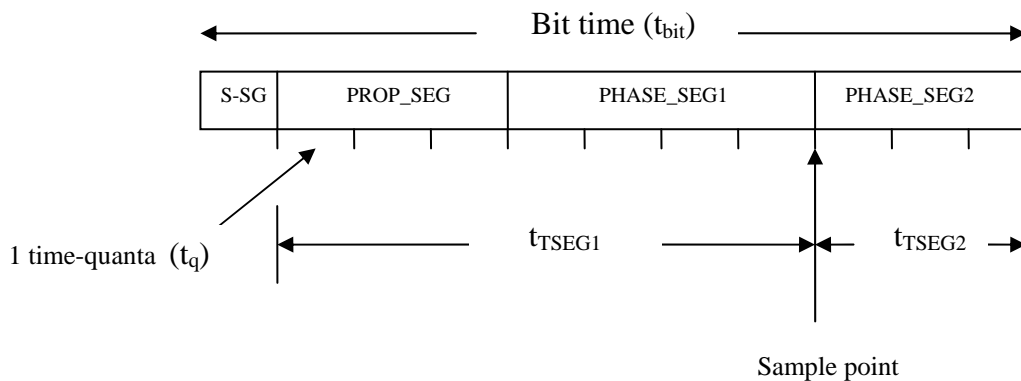 Bit time (tbit)
S-SG PROP_SEG PHASE_SEG1 PHASE_SEG2
1 time-quanta (tq)
tTSEG1 tTSEG2
Sample point